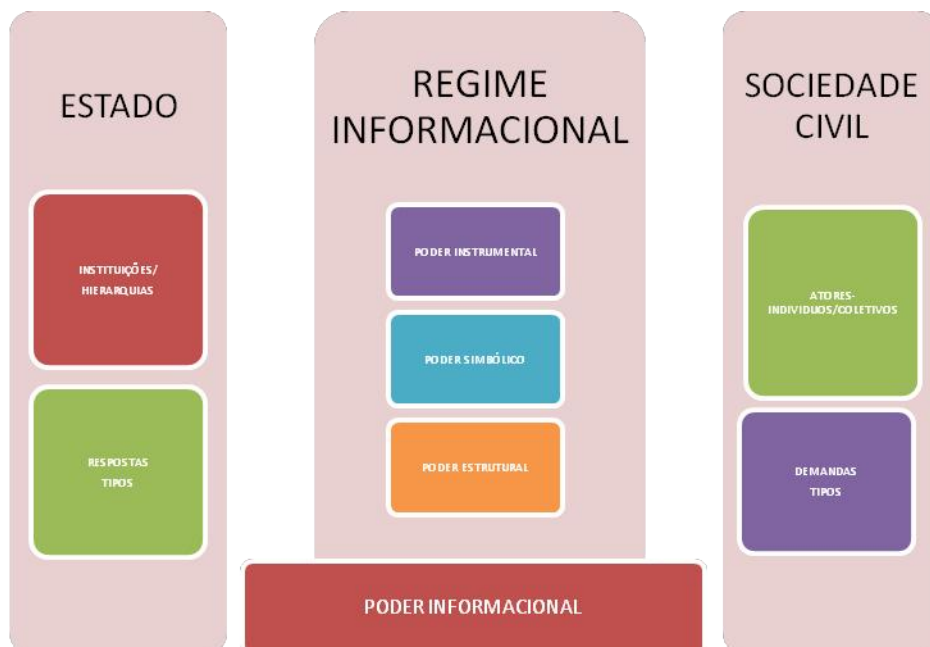 ESTADO
INSTITUIÇÕES/
HIERARQUIAS
RESPOSTAS
TIPOS
REGIME
INFORMACIONAL
PODER INSTRUMENTAL
PODER SIMBÓLICO
PODER ESTRUTURAL
PODER INFORMACIONAL
SOCIEDADE
CIVIL
ATORES-
INDIVIDUOS/COLETIVOS
DEMANDAS
TIPOS